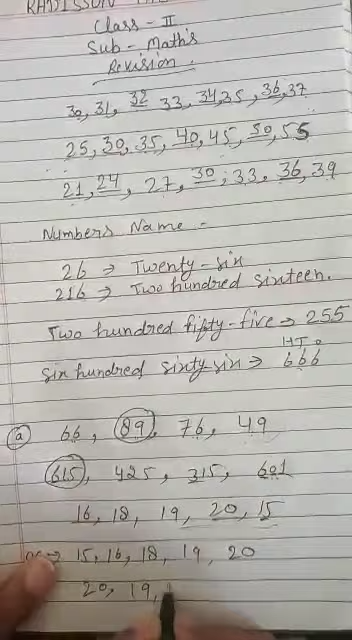 RADISSON
Class - II
Sub - Math's
Revision.
30, 31, 32 33, 34, 35, 36, 37
25, 30, 35, 40, 45, 50, 55
21, 24, 27, 30, 33. 36, 39
Numbers Name -
26 → Twenty-six
216 → Two hundred sixteen.
Two hundred fifty-five → 255
H T O
Six hundred sixty-six → 666
(a) 66, 89, 76, 49
615, 425, 315, 601
16, 18, 19, 20, 15
→ 15, 16, 18, 19, 20
20, 19,